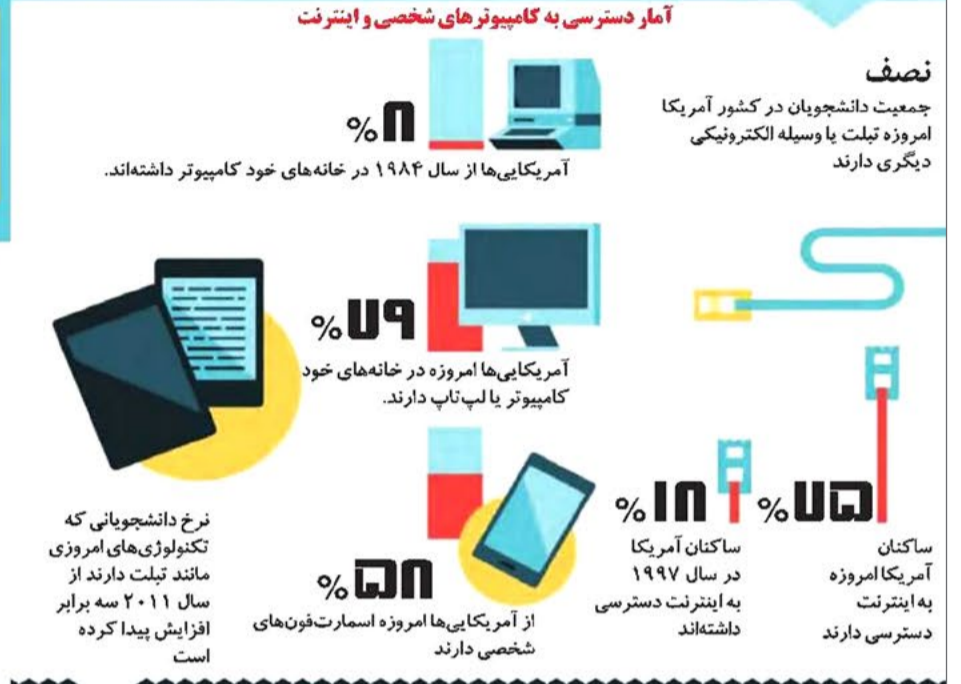 آمار دسترسی به کامپیوترهای شخصی و اینترنت
نصف
جمعیت دانشجویان در کشور آمریکا
امروزه تبلت یا وسیله الکترونیکی
دیگری دارند
%۸
آمریکایی‌ها از سال ۱۹۸۴ در خانه‌های خود کامپیوتر داشته‌اند.
%۷۹
آمریکایی‌ها امروزه در خانه‌های خود
کامپیوتر یا لپ‌تاپ دارند.
%۷۵
ساکنان
آمریکا امروزه
به اینترنت
دسترسی دارند
%۱۸
ساکنان آمریکا
در سال ۱۹۹۷
به اینترنت دسترسی
داشته‌اند
%۵۸
از آمریکایی‌ها امروزه اسمارت‌فون‌های
شخصی دارند
نرخ دانشجویانی که
تکنولوژی‌های امروزی
مانند تبلت دارند از
سال ۲۰۱۱ سه برابر
افزایش پیدا کرده
است